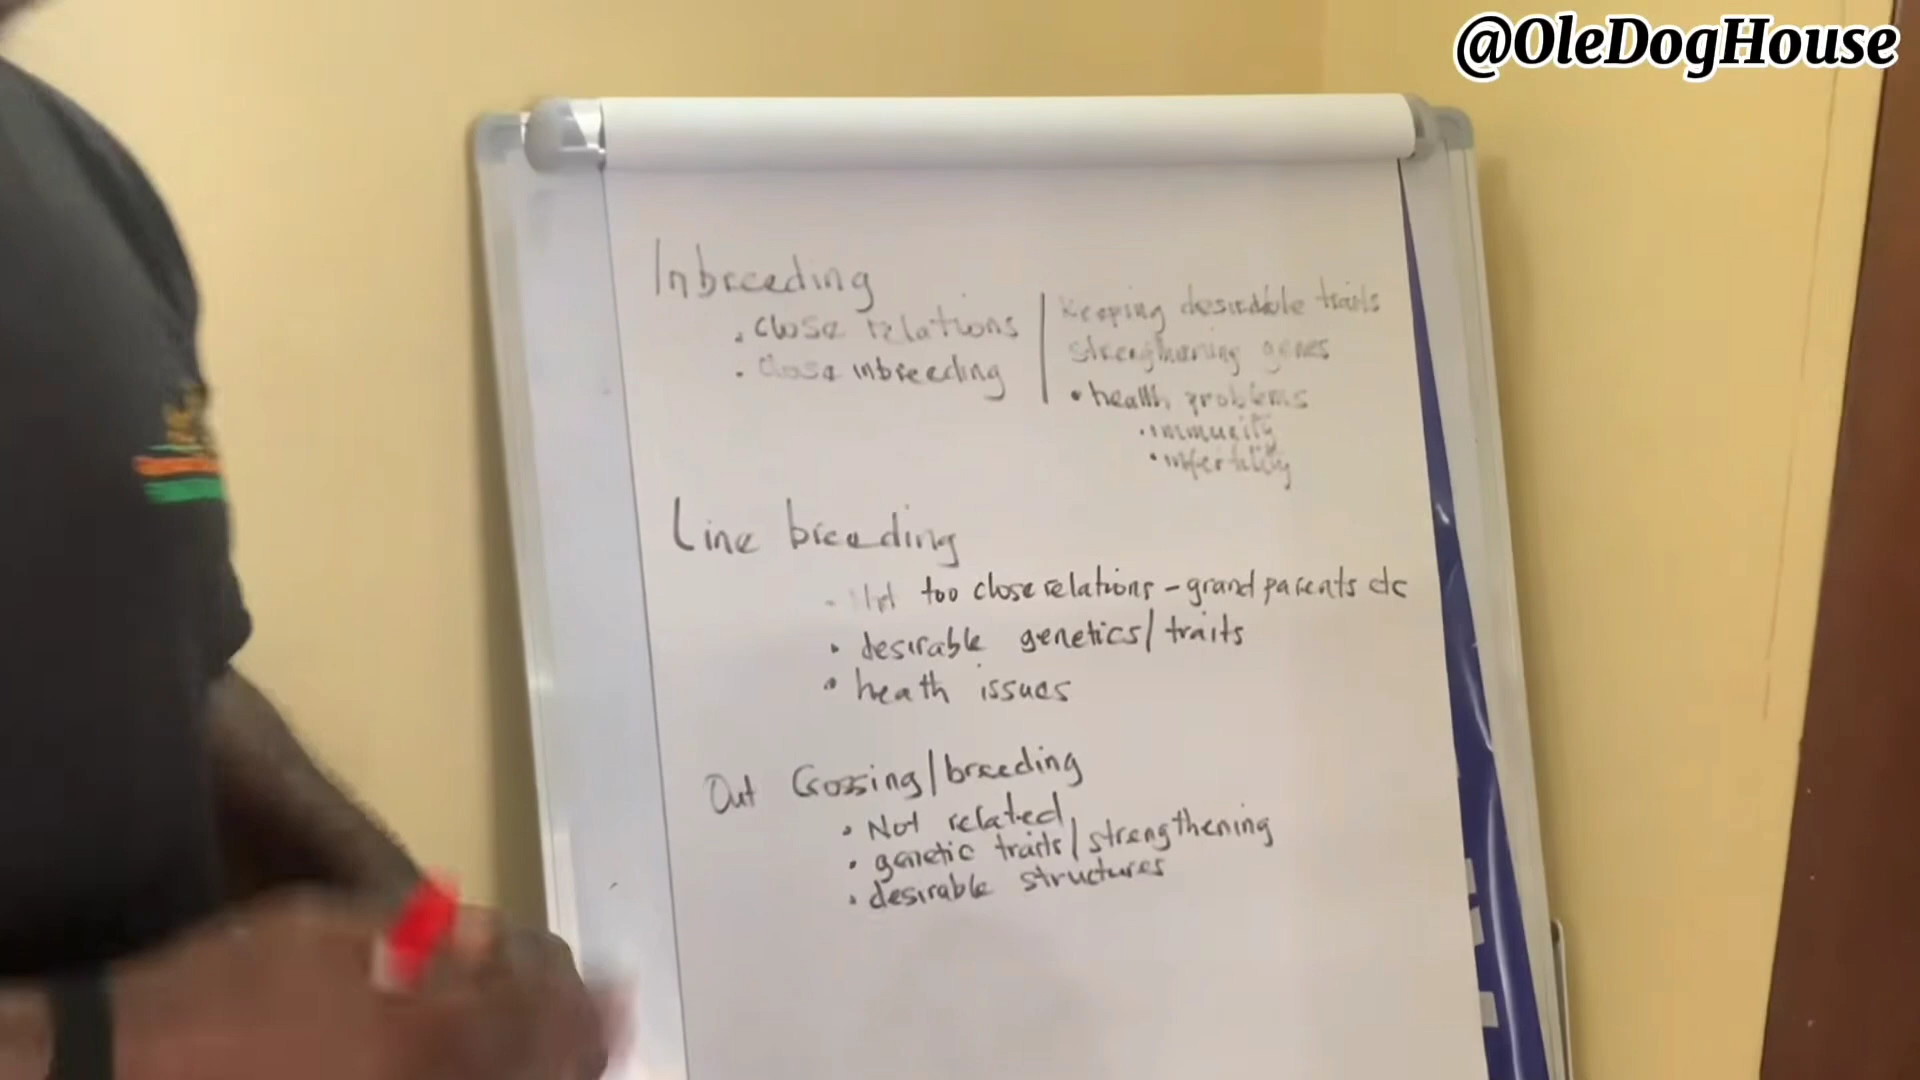 @OleDogHouse
Inbreeding
. close relations
. close inbreeding
Keeping desirable traits
strengthening genes
• health problems
• immunity
• infertility
Line breeding
- Not too close relations - grand parents etc
• desirable genetics/traits
• heath issues
Out Crossing/breeding
• Not related
• genetic traits/strengthening
• desirable structures